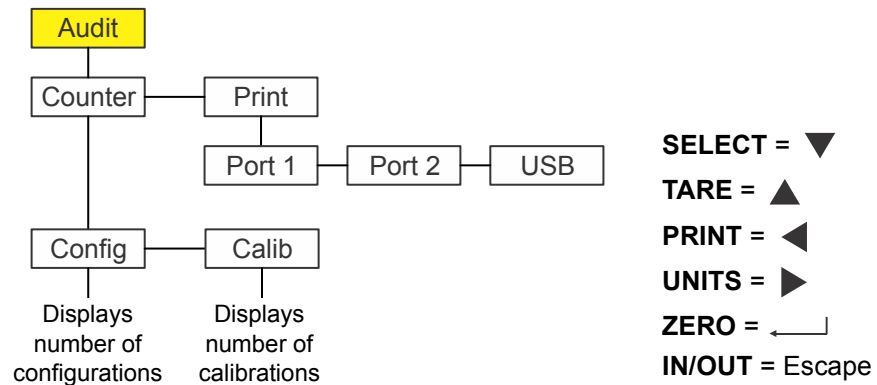 Audit
Counter
Print
Port 1
Port 2
USB
Config
Calib
Displays
number of
configurations
Displays
number of
calibrations
SELECT =
TARE =
PRINT =
UNITS =
ZERO =
IN/OUT = Escape